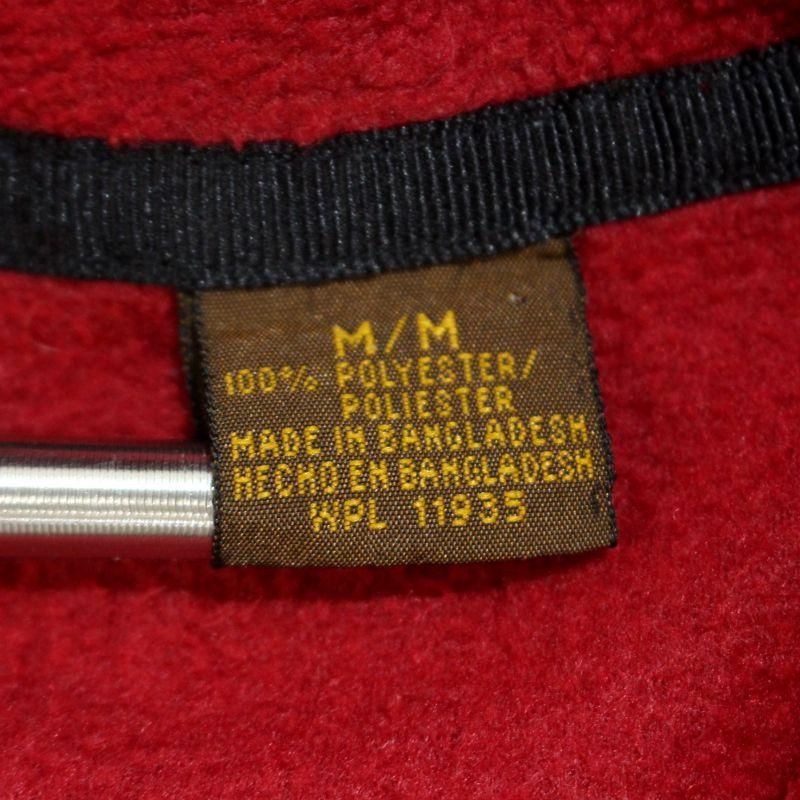 M/M
100% POLYESTER/
POLIESTER
MADE IN BANGLADESH
HECHO EN BANGLADESH
WPL 11935